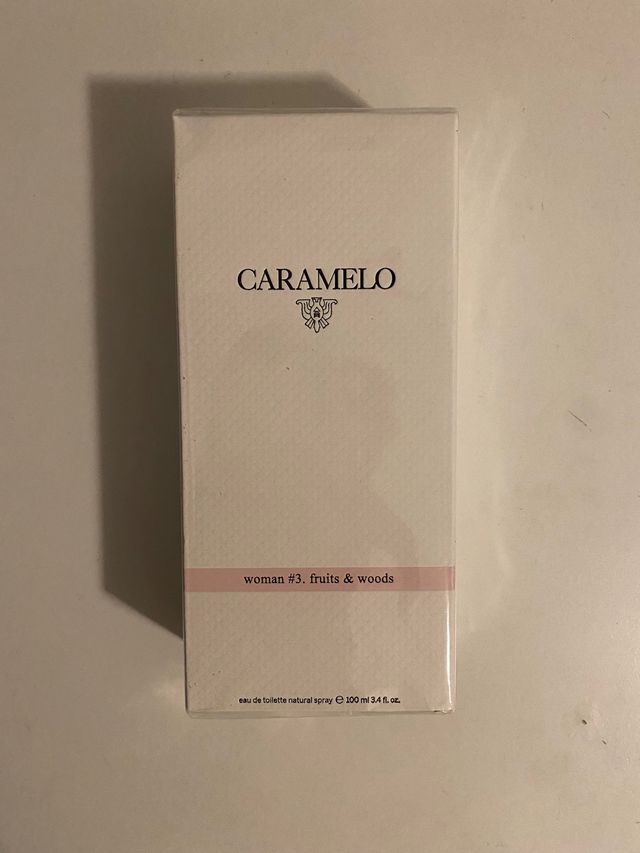 CARAMELO
woman #3. fruits & woods
eau de toilette natural spray ℮ 100 ml 3.4 fl. oz.